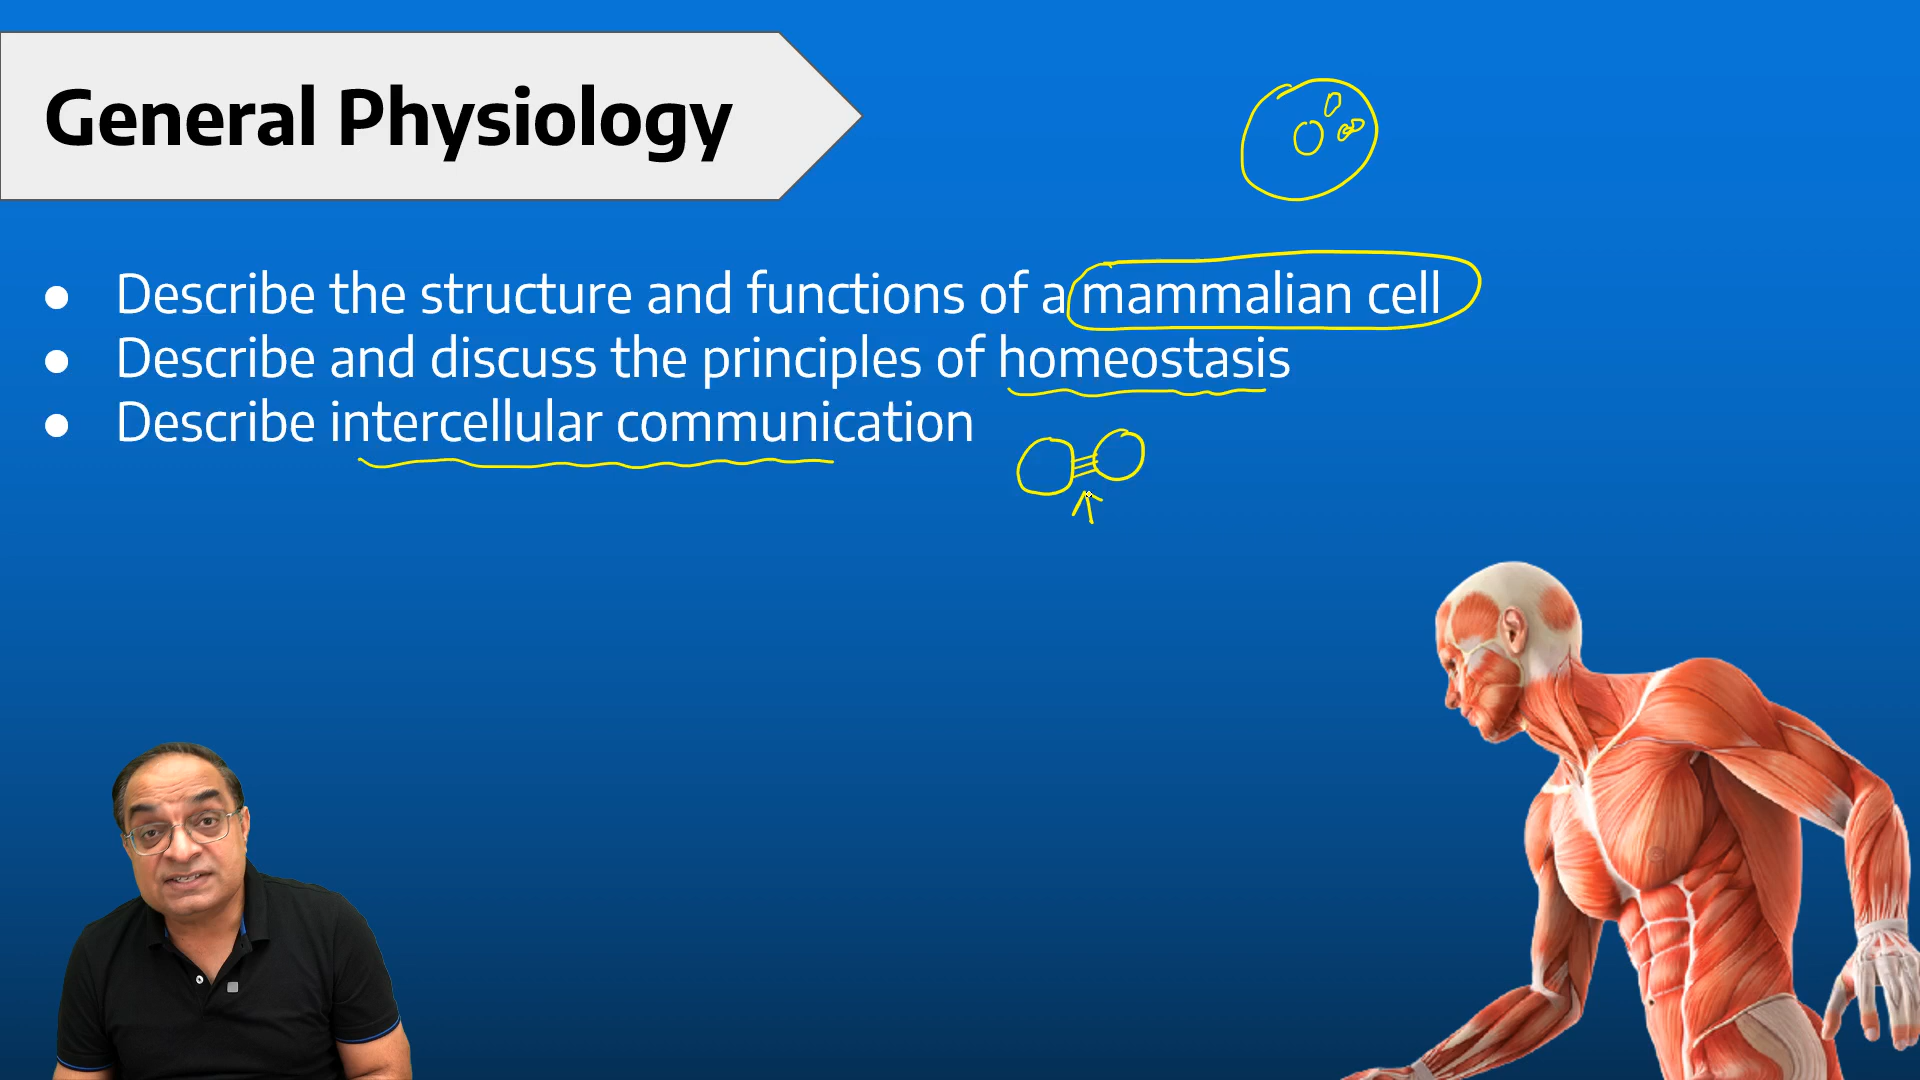 General Physiology
● Describe the structure and functions of a mammalian cell
● Describe and discuss the principles of homeostasis
● Describe intercellular communication